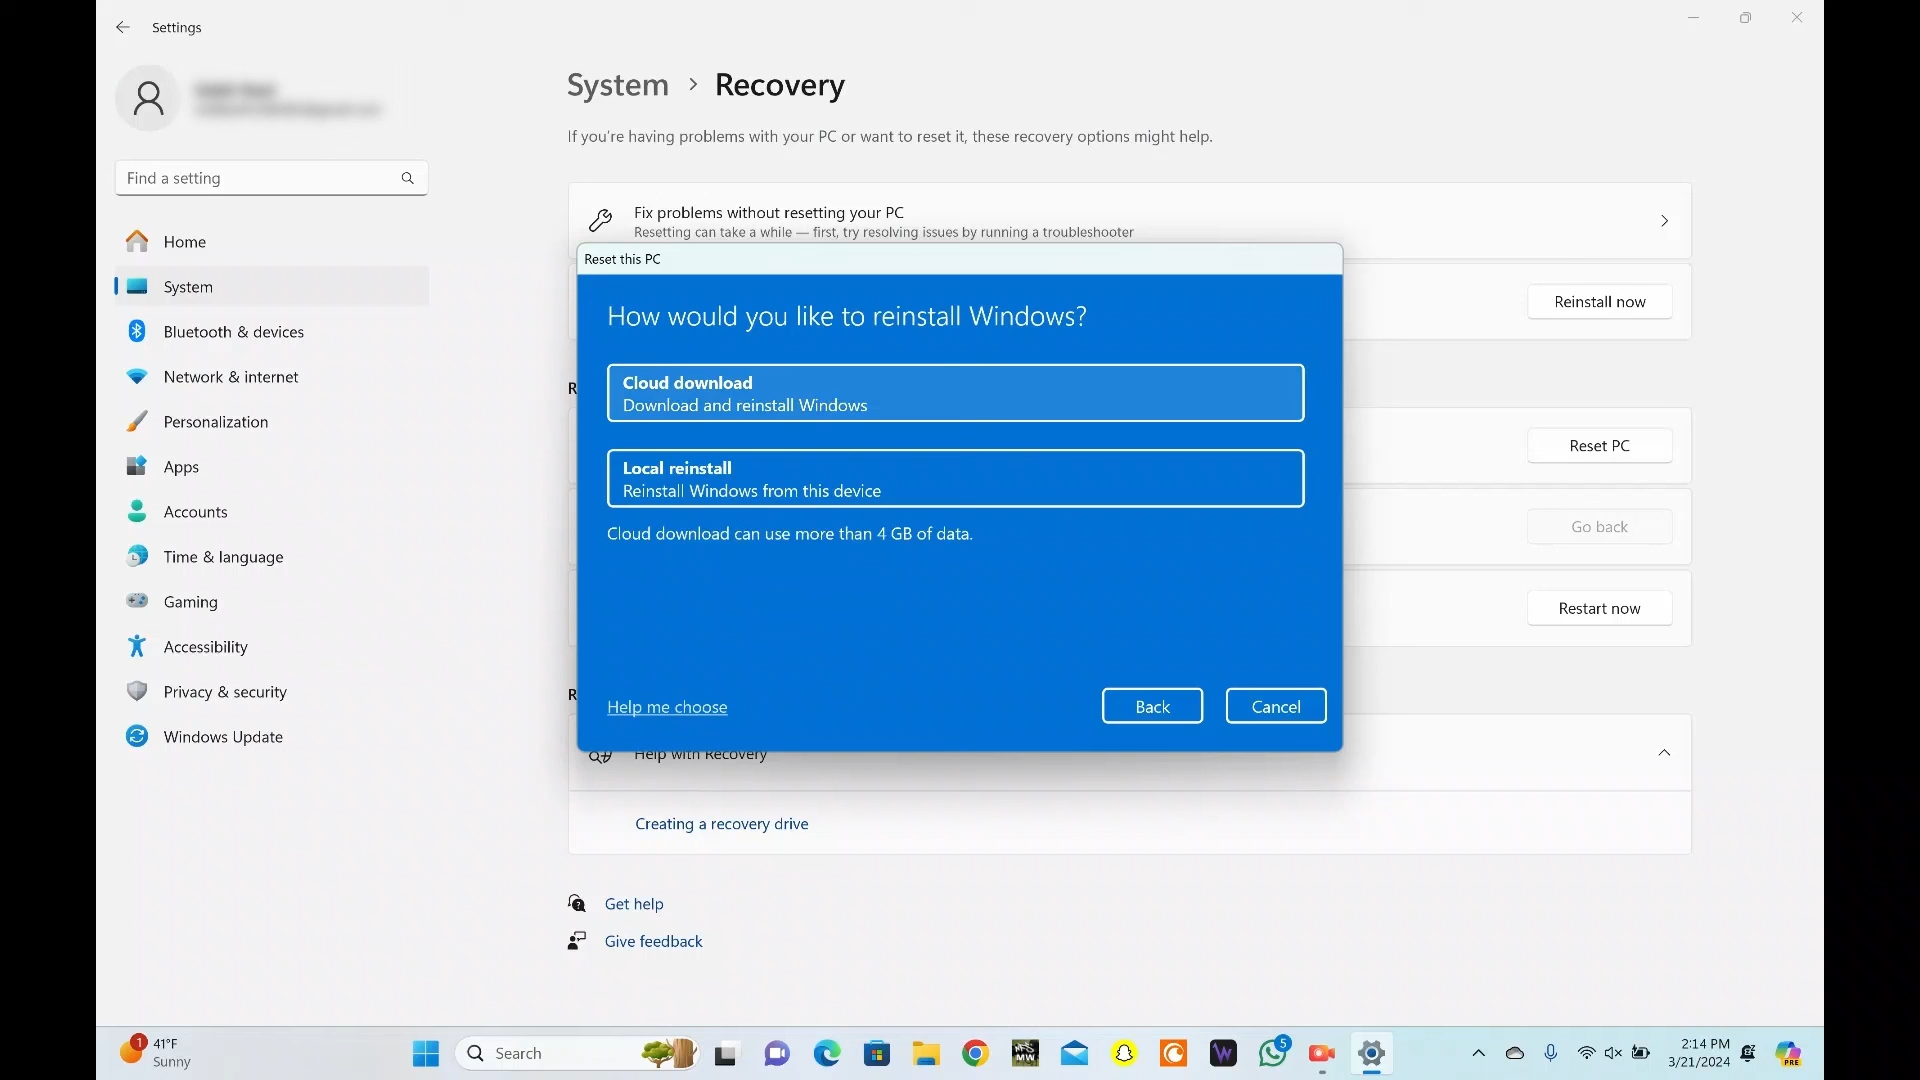 Settings
System > Recovery
If you're having problems with your PC or want to reset it, these recovery options might help.
Find a setting
Home
System
Bluetooth & devices
Network & internet
Personalization
Apps
Accounts
Time & language
Gaming
Accessibility
Privacy & security
Windows Update
Fix problems without resetting your PC
Resetting can take a while — first, try resolving issues by running a troubleshooter
Reinstall now
Reset PC
Go back
Restart now
Reset this PC
How would you like to reinstall Windows?
Cloud download
Download and reinstall Windows
Local reinstall
Reinstall Windows from this device
Cloud download can use more than 4 GB of data.
Help me choose
Back
Cancel
Help with Recovery
Creating a recovery drive
Get help
Give feedback
1
41°F
Sunny
Search
MW
5
2:14 PM
3/21/2024
PRE